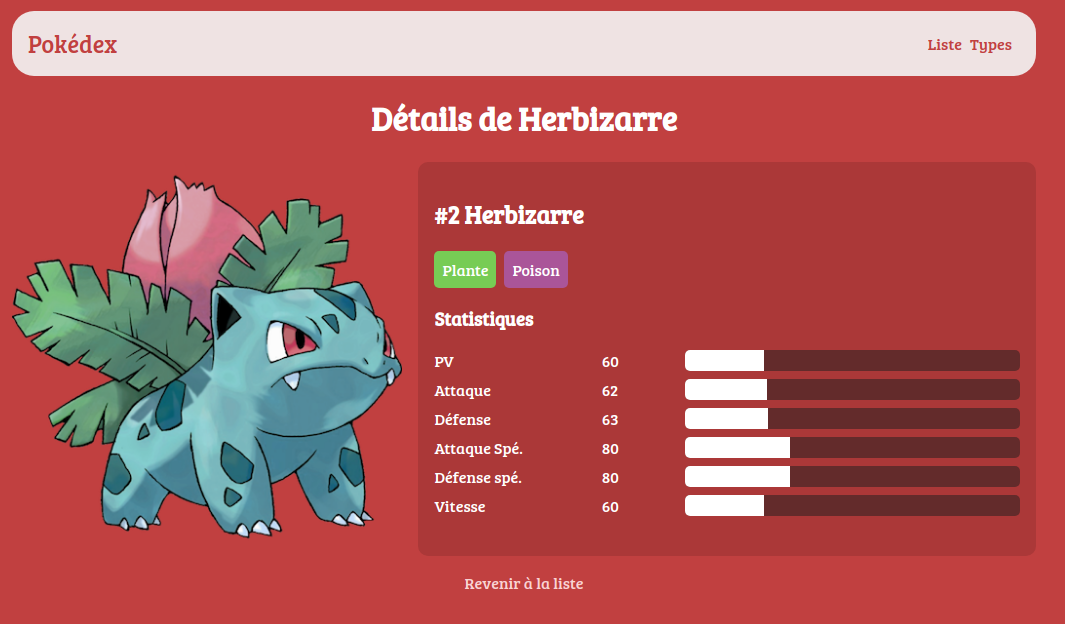 Pokédex
Liste Types
Détails de Herbizarre
#2 Herbizarre
Plante Poison
Statistiques
PV 60
Attaque 62
Défense 63
Attaque Spé. 80
Défense spé. 80
Vitesse 60
Revenir à la liste